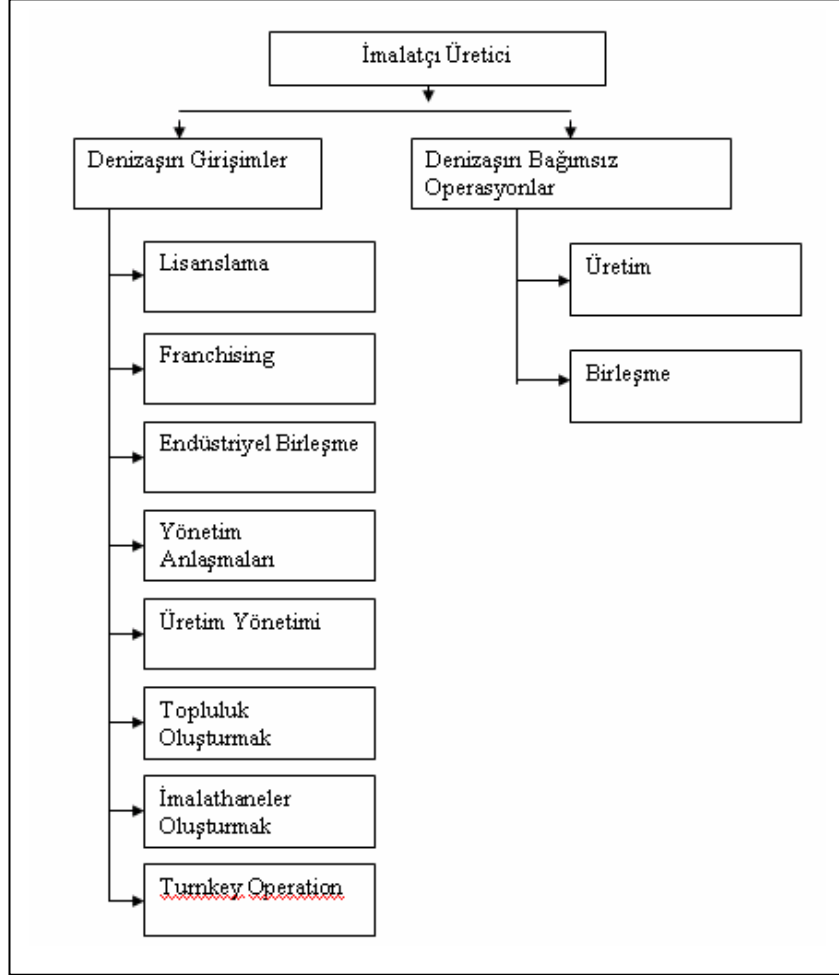 İmalatçı Üretici
Denizaşırı Girişimler
Denizaşırı Bağımsız
Operasyonlar
Lisanslama
Franchising
Endüstriyel Birleşme
Yönetim
Anlaşmaları
Üretim Yönetimi
Topluluk
Oluşturmak
İmalathaneler
Oluşturmak
Turnkey Operation
Üretim
Birleşme